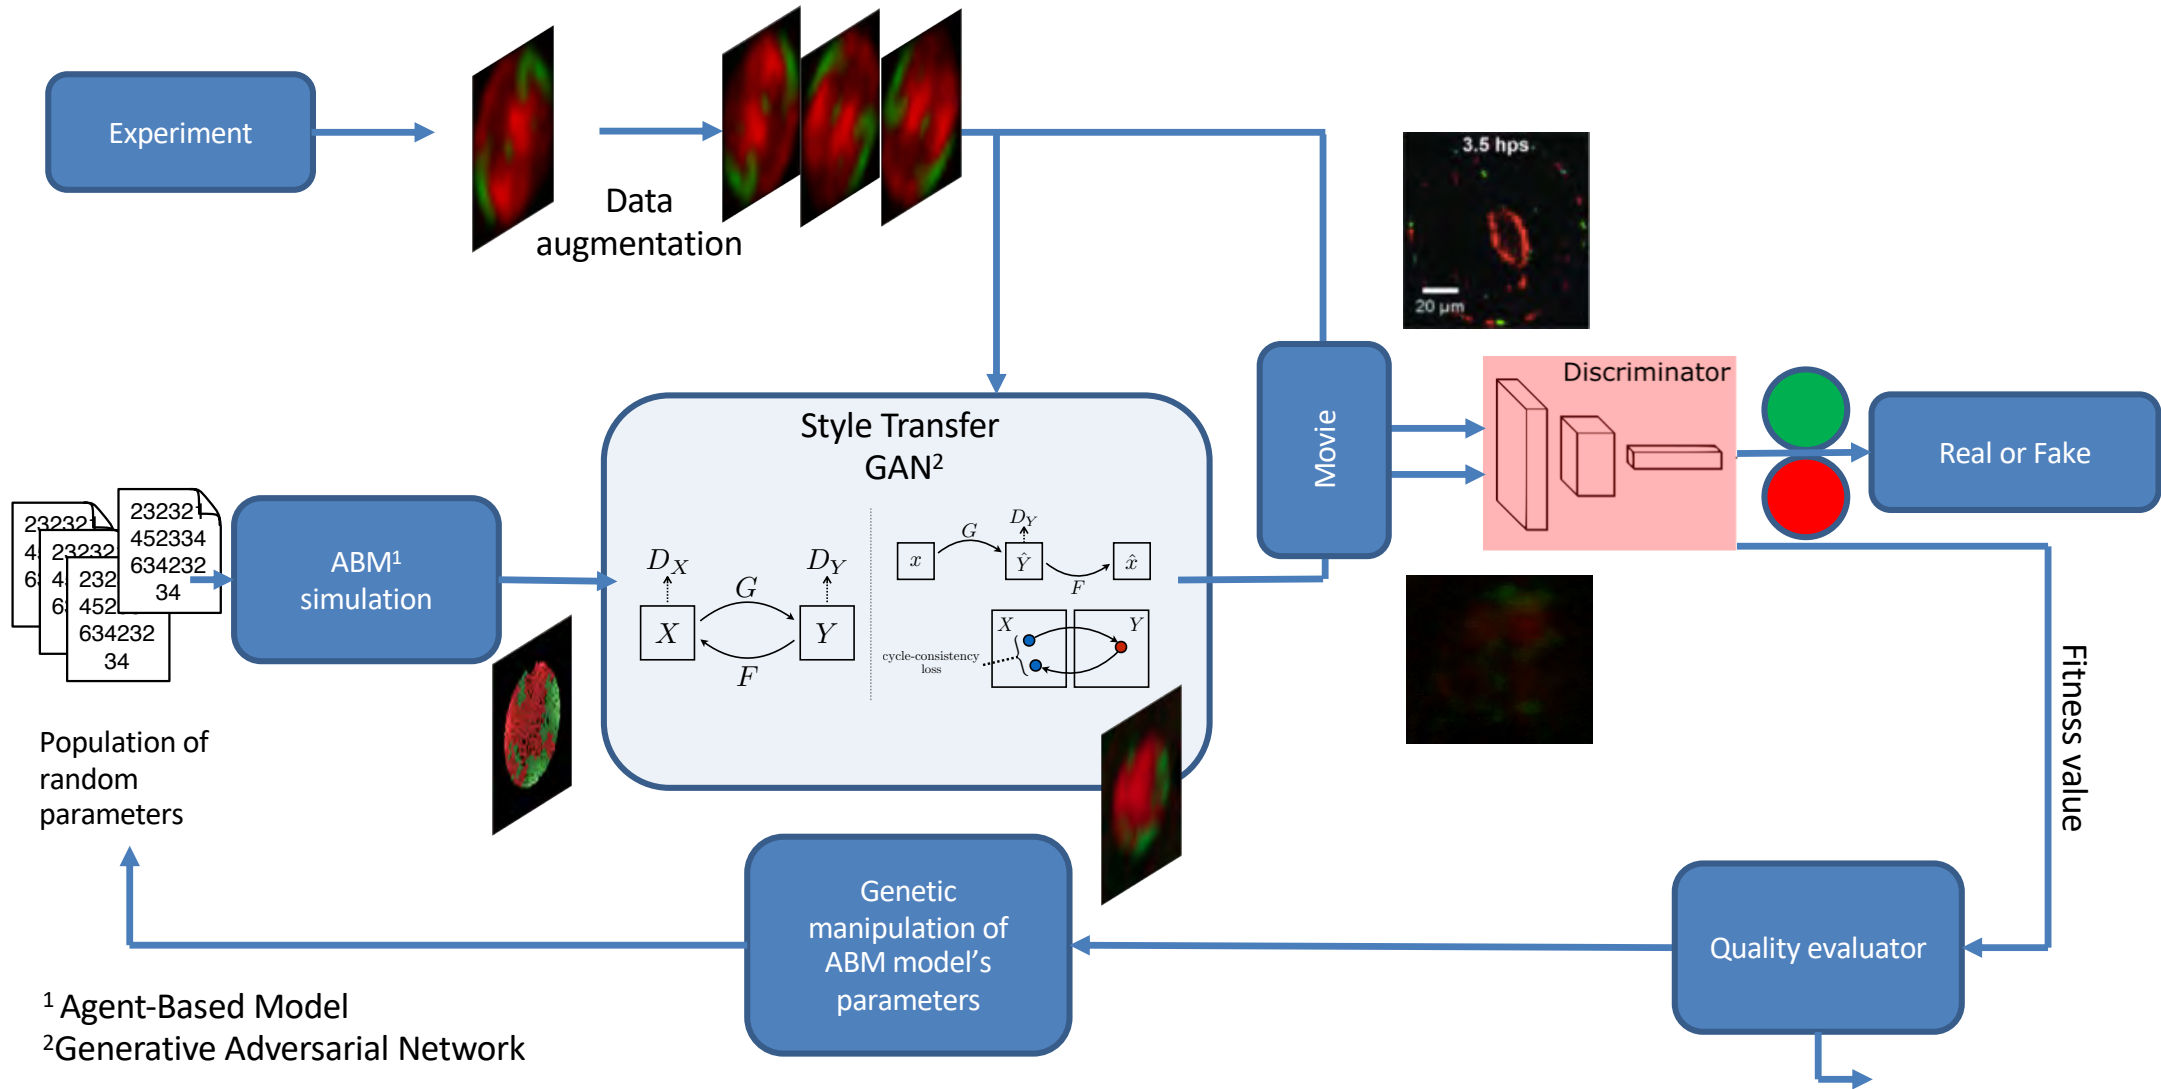 Experiment
Data
augmentation
3.5 hps
20 μm
Discriminator
Real or Fake
Movie
Style Transfer
GAN²
D_X
D_Y
G
X
Y
F
x
G
D_Y
Ŷ
F
x̂
X
Y
cycle-consistency
loss
232321
232321
452334
634232
34
634232
34
ABM¹
simulation
Population of
random
parameters
Fitness value
Genetic
manipulation of
ABM model's
parameters
Quality evaluator
¹ Agent-Based Model
²Generative Adversarial Network